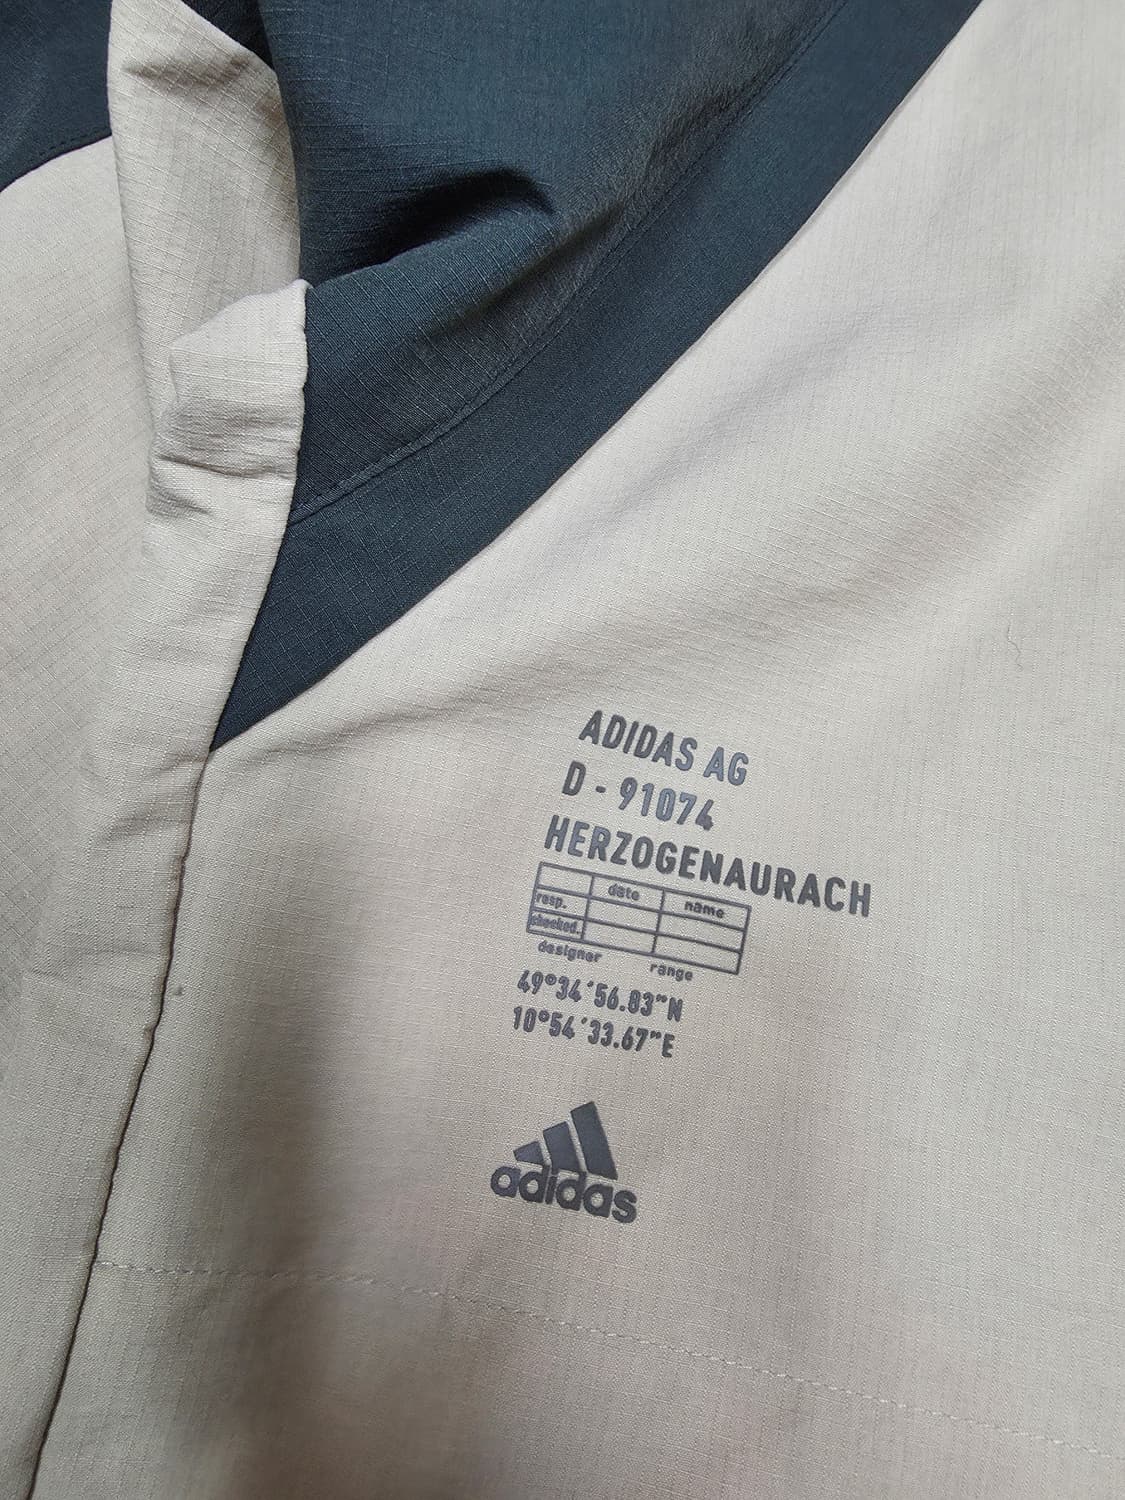 ADIDAS AG
D - 91074
HERZOGENAURACH
date name
resp.
checked.
designer range
49°34´56.83"N
10°54´33.67"E
adidas